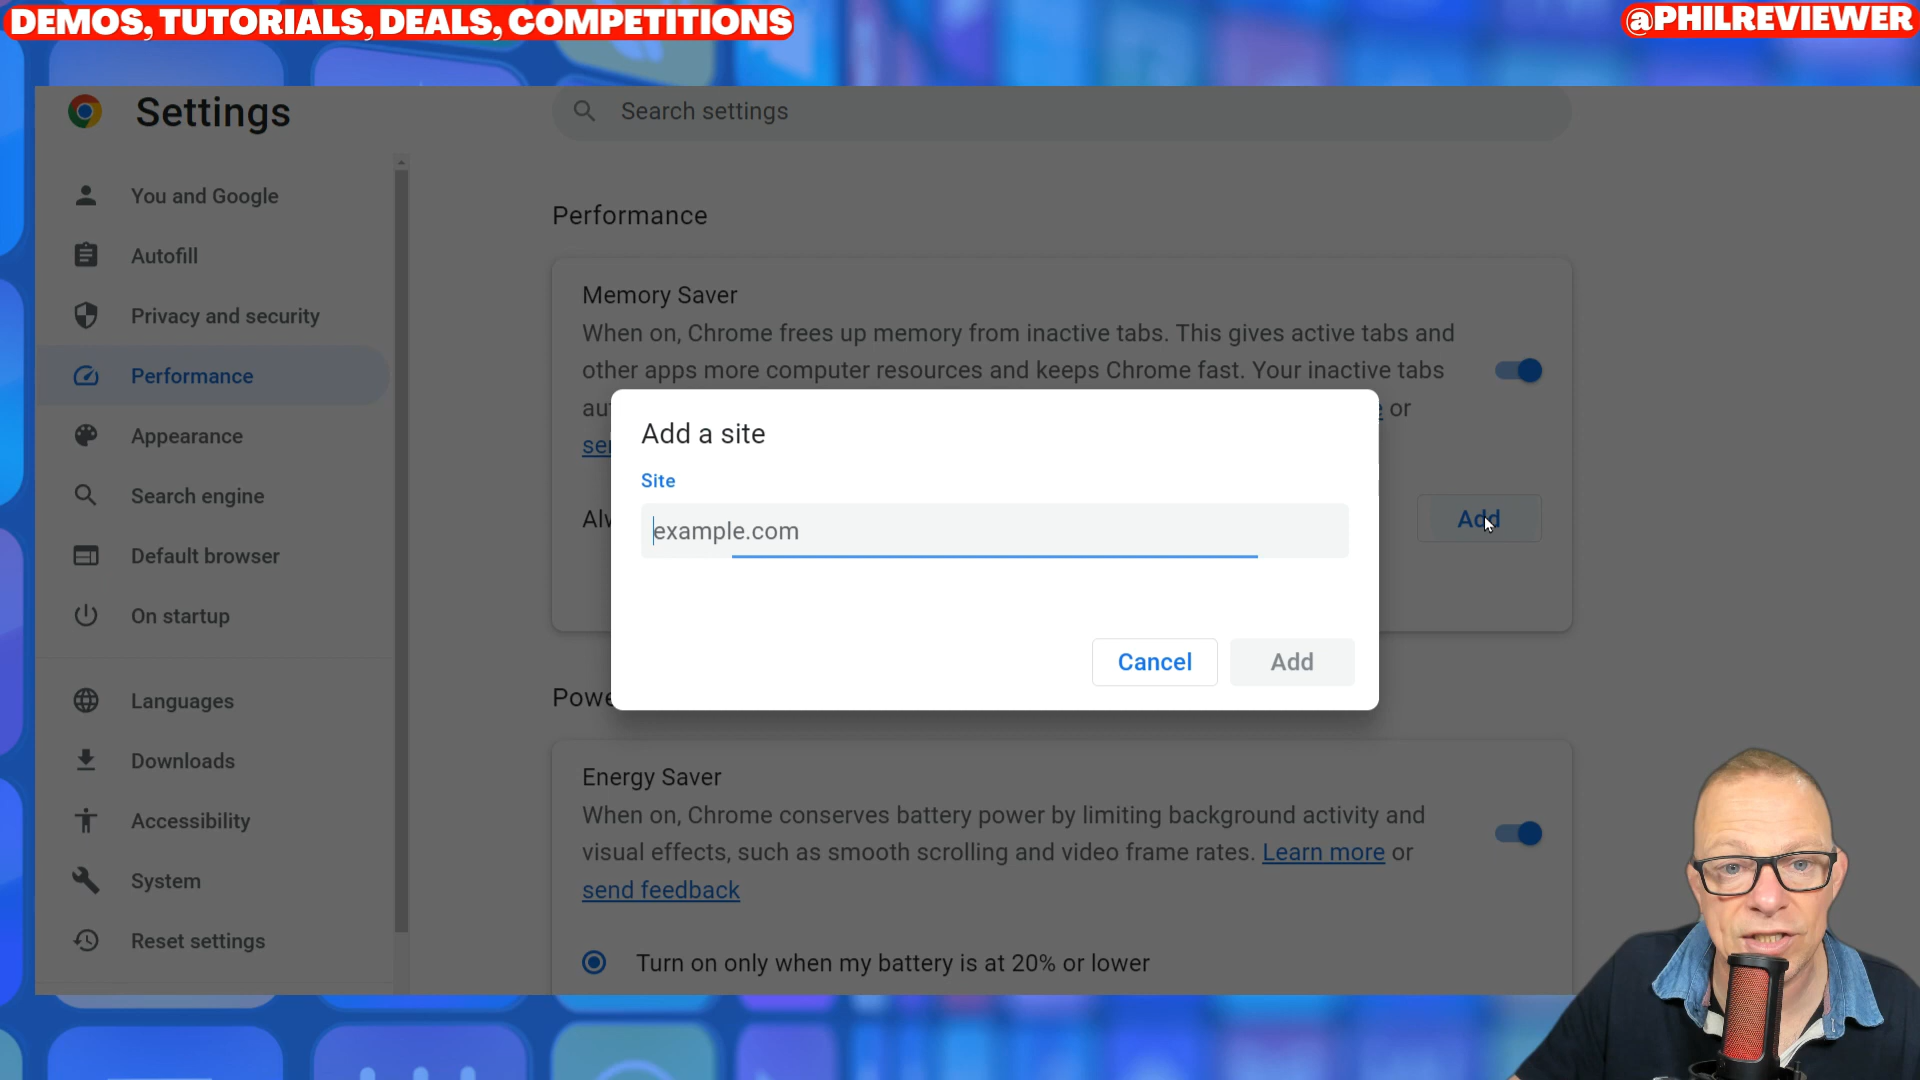 DEMOS, TUTORIALS, DEALS, COMPETITIONS
@PHILREVIEWER
Settings
Search settings
You and Google
Autofill
Privacy and security
Performance
Appearance
Search engine
Default browser
On startup
Languages
Downloads
Accessibility
System
Reset settings
Performance
Memory Saver
When on, Chrome frees up memory from inactive tabs. This gives active tabs and
other apps more computer resources and keeps Chrome fast. Your inactive tabs
or
Add
Add a site
Site
example.com
Cancel
Add
Energy Saver
When on, Chrome conserves battery power by limiting background activity and
visual effects, such as smooth scrolling and video frame rates. Learn more or
send feedback
Turn on only when my battery is at 20% or lower